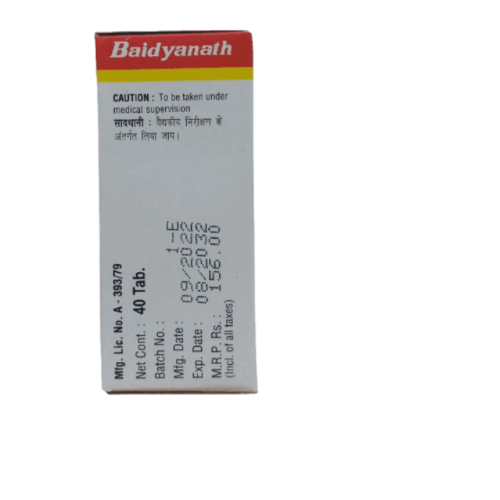 Baidyanath
CAUTION : To be taken under
medical supervision
सावधानी : वैद्यकीय निरीक्षण के
अंतर्गत लिया जाय।
Mfg. Lic. No. A - 393/79
Net Cont. : 40 Tab.
Batch No. : 1-E
Mfg. Date : 09/2022
Exp. Date : 08/2032
M.R.P. Rs. : 156.00
(Incl. of all taxes)